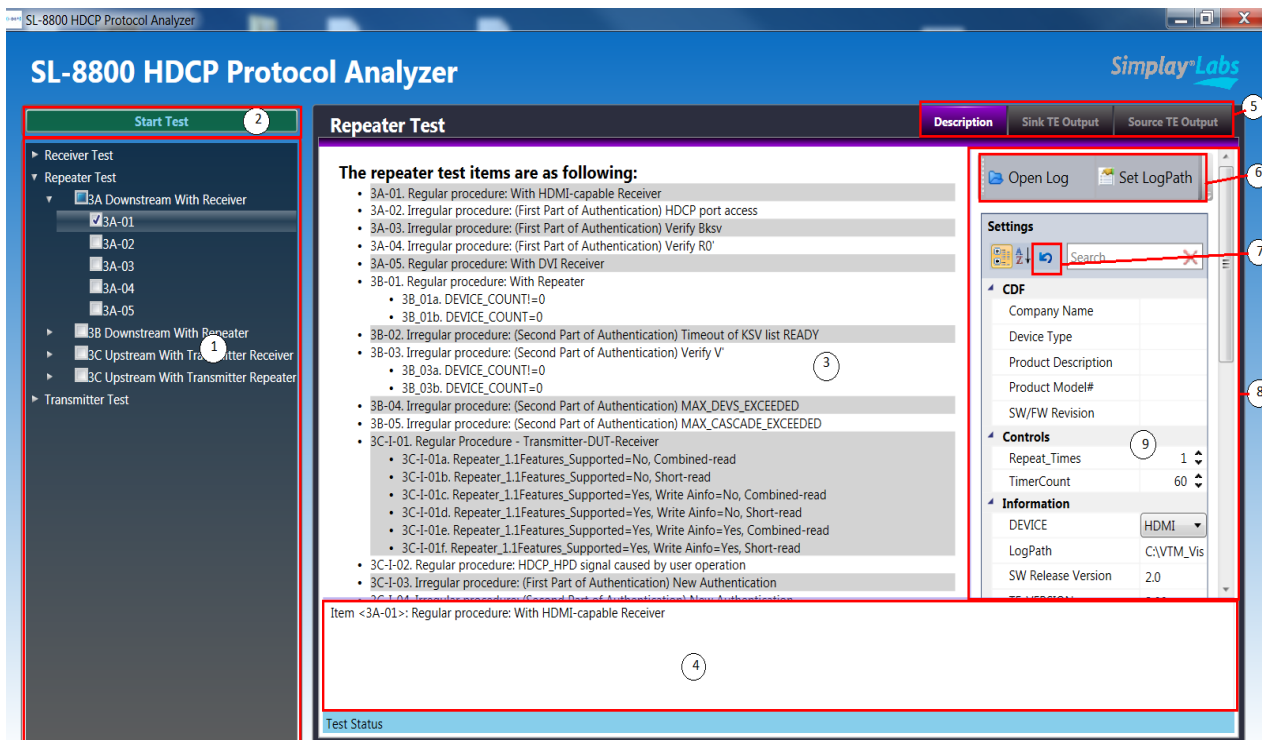 SL-8800 HDCP Protocol Analyzer
SL-8800 HDCP Protocol Analyzer
Simplay Labs
Start Test
2
Receiver Test
Repeater Test
3A Downstream With Receiver
3A-01
3A-02
3A-03
3A-04
3A-05
3B Downstream With Repeater
3C Upstream With Transmitter Receiver
1
3C Upstream With Transmitter Repeater
Transmitter Test
Repeater Test
Description
Sink TE Output
Source TE Output
5
The repeater test items are as following:
• 3A-01. Regular procedure: With HDMI-capable Receiver
• 3A-02. Irregular procedure: (First Part of Authentication) HDCP port access
• 3A-03. Irregular procedure: (First Part of Authentication) Verify Bksv
• 3A-04. Irregular procedure: (First Part of Authentication) Verify R0'
• 3A-05. Regular procedure: With DVI Receiver
• 3B-01. Regular procedure: With Repeater
• 3B_01a. DEVICE_COUNT!=0
• 3B_01b. DEVICE_COUNT=0
• 3B-02. Irregular procedure: (Second Part of Authentication) Timeout of KSV list READY
• 3B-03. Irregular procedure: (Second Part of Authentication) Verify V'
• 3B_03a. DEVICE_COUNT!=0
• 3B_03b. DEVICE_COUNT=0
3
• 3B-04. Irregular procedure: (Second Part of Authentication) MAX_DEVS_EXCEEDED
• 3B-05. Irregular procedure: (Second Part of Authentication) MAX_CASCADE_EXCEEDED
• 3C-I-01. Regular Procedure - Transmitter-DUT-Receiver
• 3C-I-01a. Repeater_1.1Features_Supported=No, Combined-read
• 3C-I-01b. Repeater_1.1Features_Supported=No, Short-read
• 3C-I-01c. Repeater_1.1Features_Supported=Yes, Write Ainfo=No, Combined-read
• 3C-I-01d. Repeater_1.1Features_Supported=Yes, Write Ainfo=No, Short-read
• 3C-I-01e. Repeater_1.1Features_Supported=Yes, Write Ainfo=Yes, Combined-read
• 3C-I-01f. Repeater_1.1Features_Supported=Yes, Write Ainfo=Yes, Short-read
• 3C-I-02. Regular procedure: HDCP_HPD signal caused by user operation
• 3C-I-03. Irregular procedure: (First Part of Authentication) New Authentication
• 3C-I-04. Irregular procedure: (Second Part of Authentication) New Authentication
Open Log
Set LogPath
6
Settings
Search
7
CDF
Company Name
Device Type
Product Description
Product Model#
8
SW/FW Revision
Controls
9
Repeat_Times 1
TimerCount 60
Information
DEVICE HDMI
LogPath C:\VTM_Vis
SW Release Version 2.0
Item <3A-01>: Regular procedure: With HDMI-capable Receiver
4
Test Status